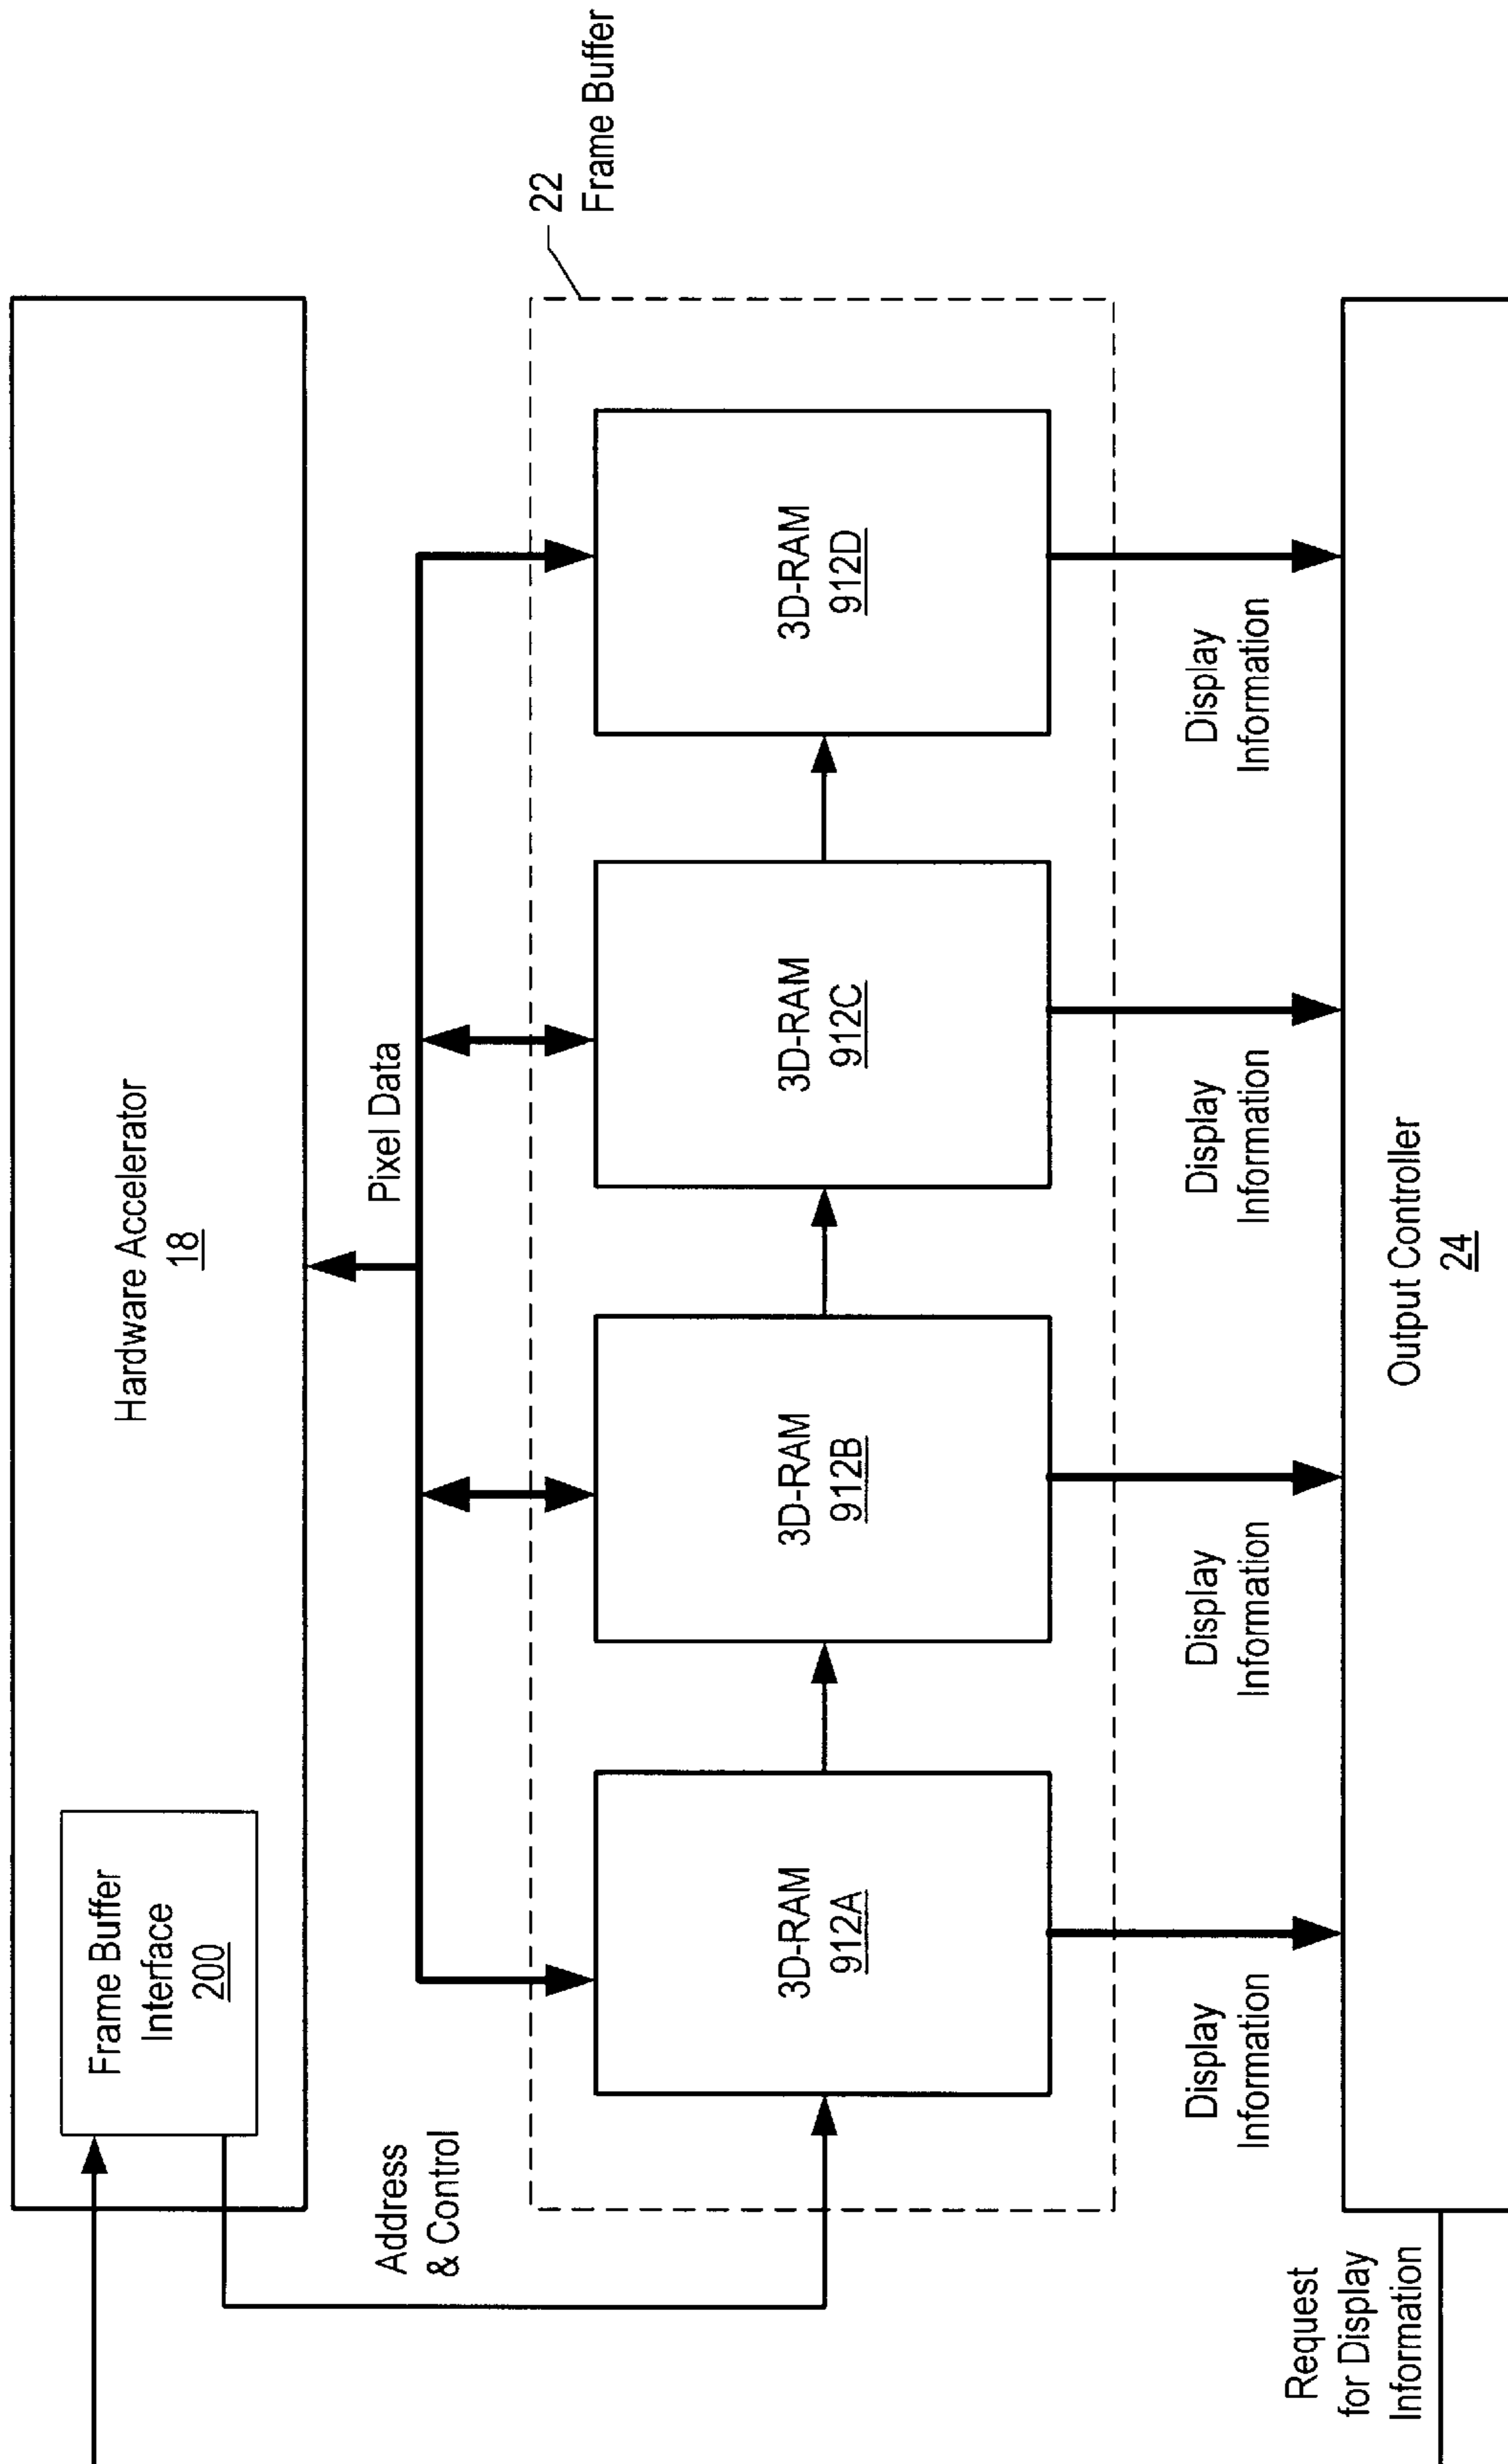 Hardware Accelerator
18
Frame Buffer
Interface
200
Address
& Control
Pixel Data
22
Frame Buffer
3D-RAM
912A
3D-RAM
912B
3D-RAM
912C
3D-RAM
912D
Display
Information
Display
Information
Display
Information
Display
Information
Request
for Display
Information
Output Controller
24